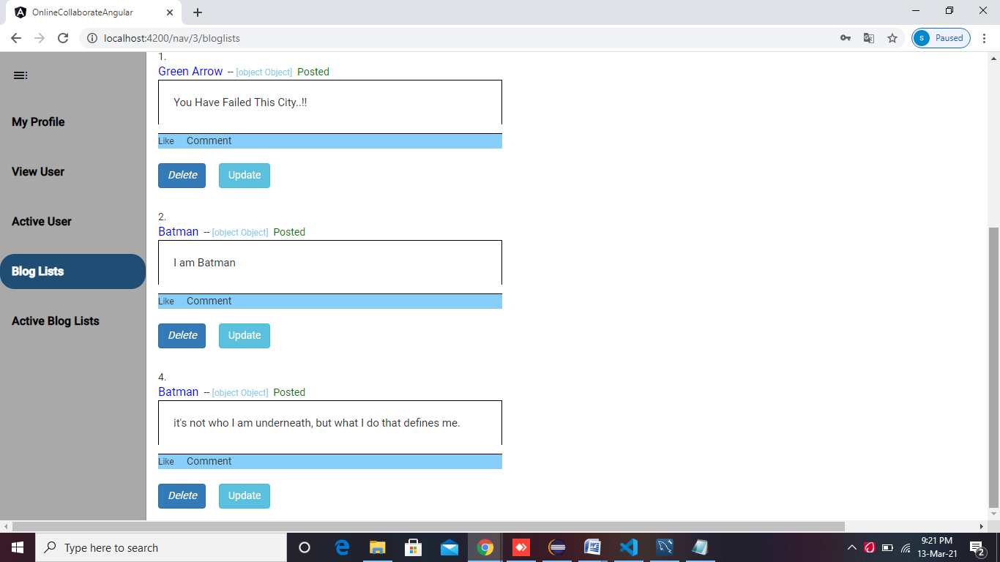 OnlineCollaborateAngular
localhost:4200/nav/3/bloglists
s Paused
My Profile
View User
Active User
Blog Lists
Active Blog Lists
1.
Green Arrow -- [object Object] Posted
You Have Failed This City..!!
Like Comment
Delete Update
2.
Batman -- [object Object] Posted
I am Batman
Like Comment
Delete Update
4.
Batman -- [object Object] Posted
it's not who I am underneath, but what I do that defines me.
Like Comment
Delete Update
Type here to search
9:21 PM
13-Mar-21
2